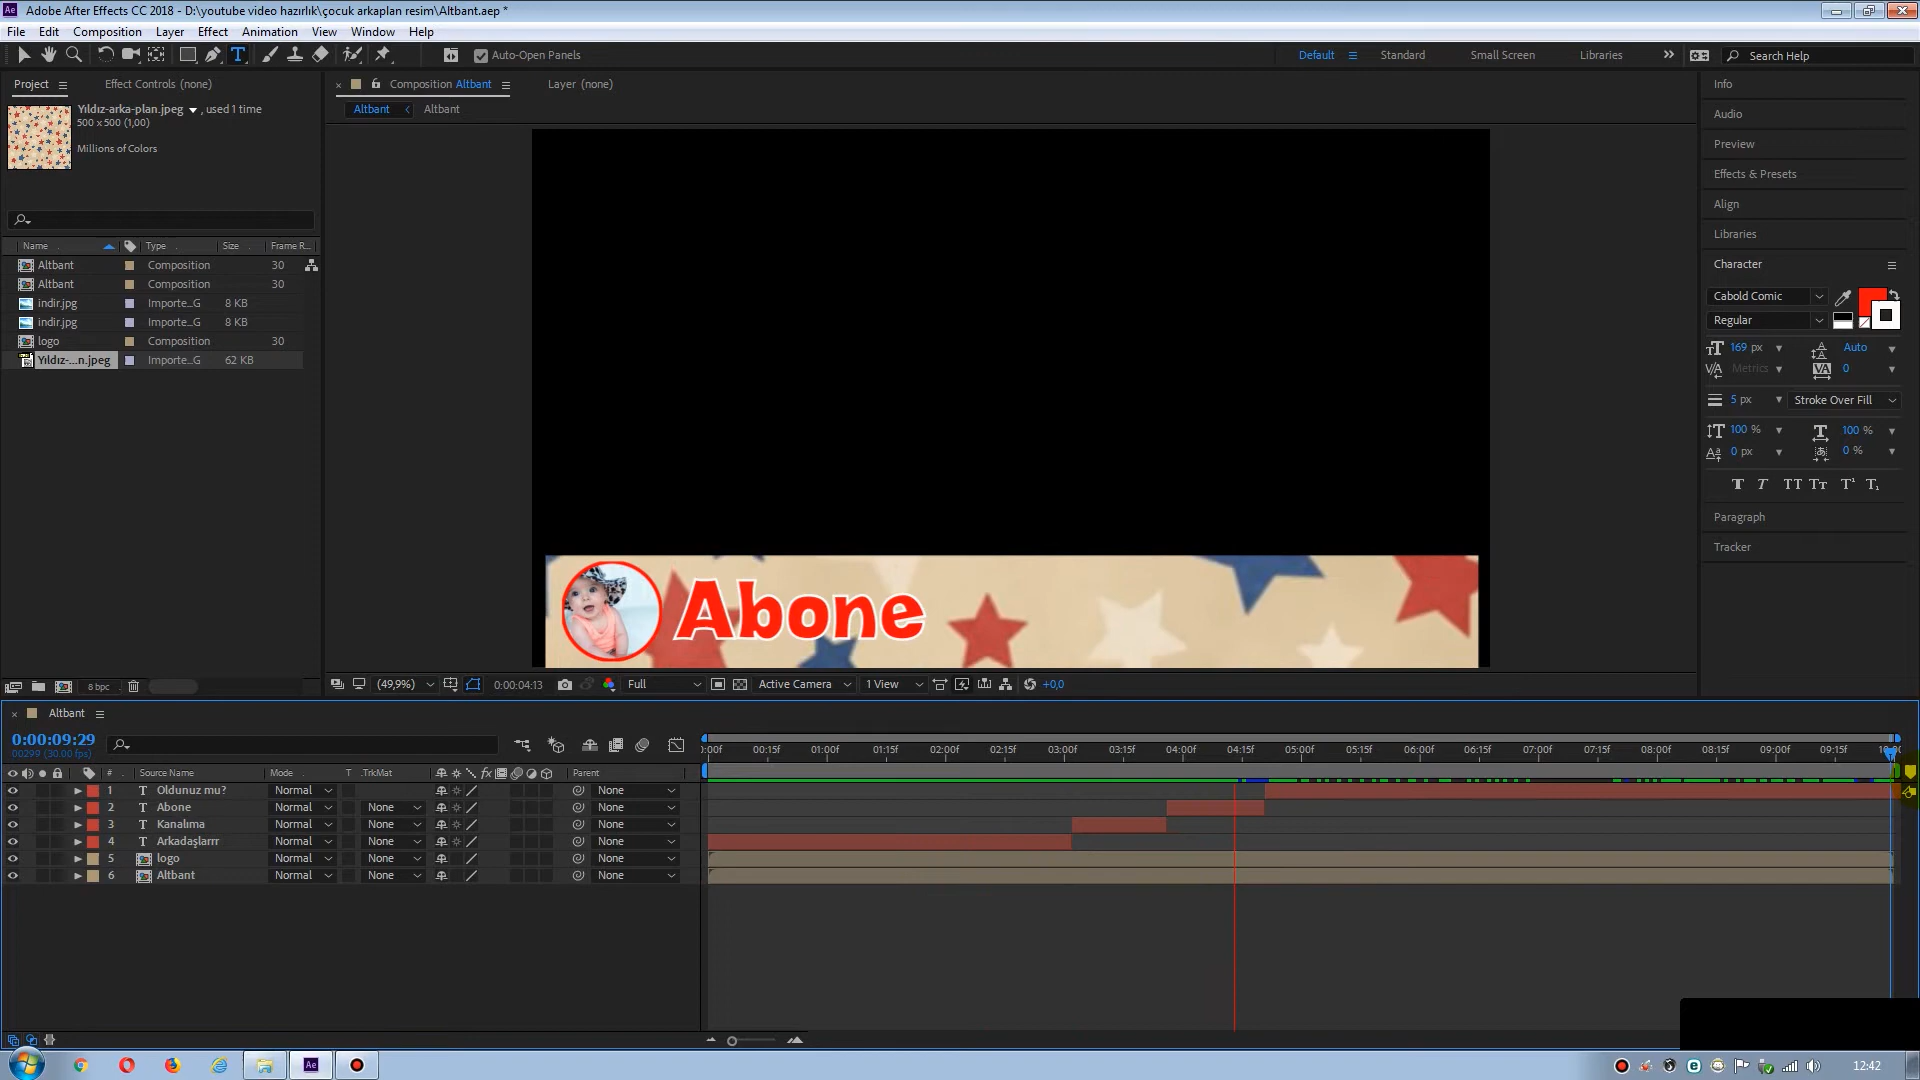 Adobe After Effects CC 2018 - D:\youtube video hazırlık\çocuk arkaplan resim\Altbant.aep *
File Edit Composition Layer Effect Animation View Window Help
Auto-Open Panels
Default Standard Small Screen Libraries Search Help
Project Effect Controls (none)
Composition Altbant Layer (none)
Altbant Altbant
Yıldız-arka-plan.jpeg , used 1 time
500 x 500 (1,00)
Millions of Colors
Name Type Size Frame R...
Altbant Composition 30
Altbant Composition 30
indir.jpg Importe...G 8 KB
indir.jpg Importe...G 8 KB
logo Composition 30
Yıldız-...n.jpeg Importe...G 62 KB
8 bpc
Abone
(49,9%) 0:00:04:13 Full Active Camera 1 View +0,0
Info
Audio
Preview
Effects & Presets
Align
Libraries
Character
Cabold Comic
Regular
169 px Auto
Metrics 0
5 px Stroke Over Fill
100 % 100 %
0 px 0 %
Paragraph
Tracker
Altbant
0:00:09:29
00299 (30.00 fps)
:00f 00:15f 01:00f 01:15f 02:00f 02:15f 03:00f 03:15f 04:00f 04:15f 05:00f 05:15f 06:00f 06:15f 07:00f 07:15f 08:00f 08:15f 09:00f 09:15f
# Source Name Mode T .TrkMat Parent
1 T Oldunuz mu? Normal None
2 T Abone Normal None None
3 T Kanalıma Normal None None
4 T Arkadaşlarrr Normal None None
5 logo Normal None None
6 Altbant Normal None None
12:42